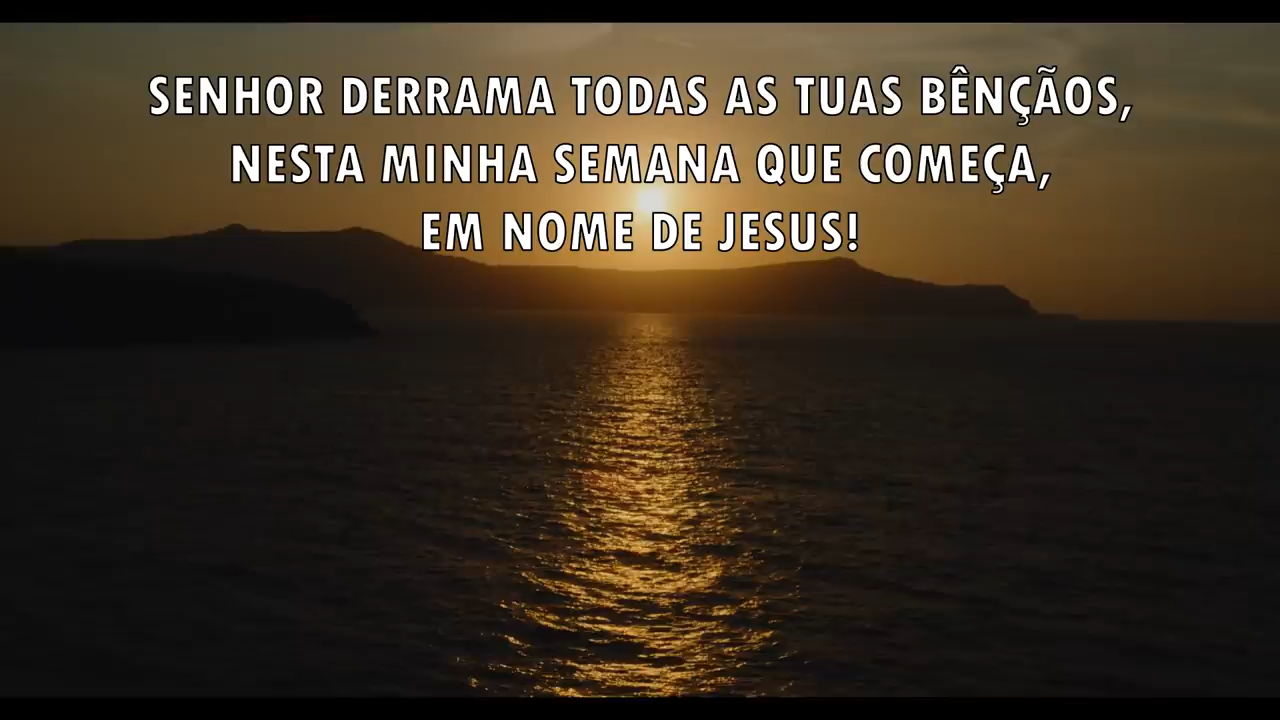 SENHOR DERRAMA TODAS AS TUAS BÊNÇÃOS,
NESTA MINHA SEMANA QUE COMEÇA,
EM NOME DE JESUS!